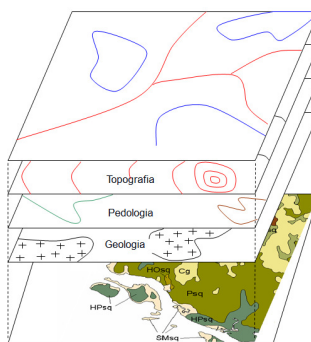 Topografia
Pedologia
Geologia
HOsq
Cg
Psq
HPsq
HPsq
SMsq